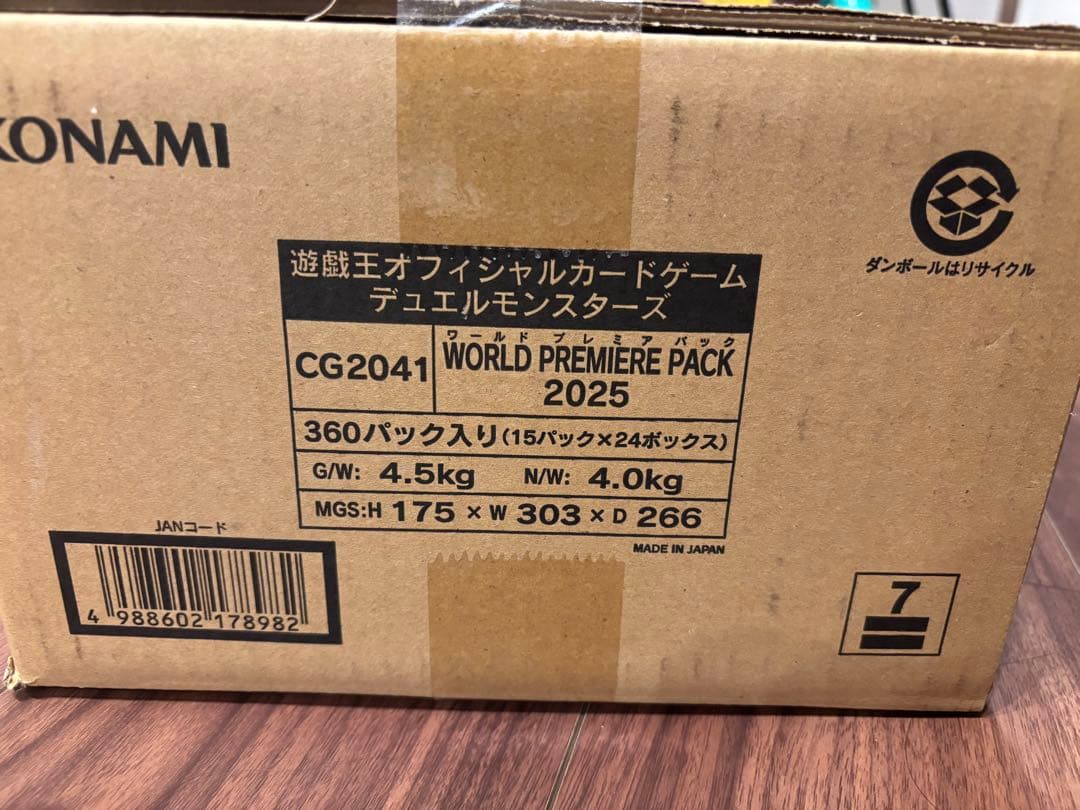 KONAMI
ダンボールはリサイクル
遊戯王オフィシャルカードゲーム
デュエルモンスターズ
CG2041
ワールド プレミア パック
WORLD PREMIERE PACK
2025
360パック入り(15パック×24ボックス)
G/W: 4.5kg N/W: 4.0kg
MGS:H 175 × W 303 × D 266
MADE IN JAPAN
JANコード
4 988602 178982
7